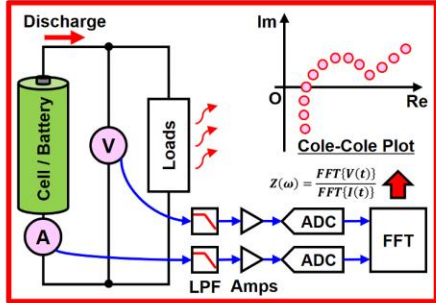 Discharge
Cell / Battery
V
A
Loads
Im
O
Re
Cole-Cole Plot
Z(ω) = FFT{V(t)} / FFT{I(t)}
ADC
ADC
FFT
LPF
Amps